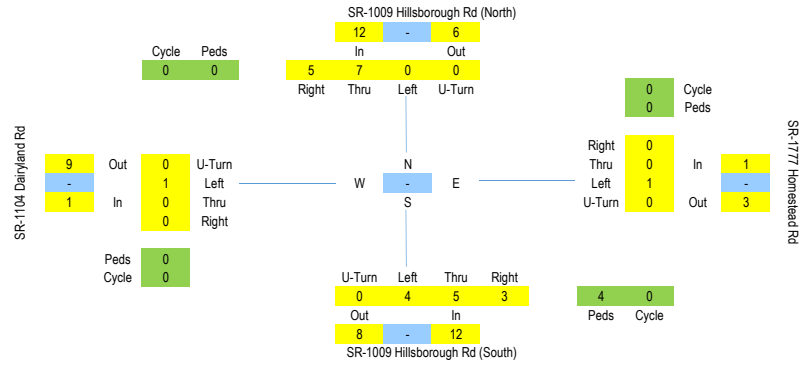 SR-1009 Hillsborough Rd (North)
12 - 6
Cycle Peds In Out
0 0 5 7 0 0
Right Thru Left U-Turn
0 Cycle
0 Peds
SR-1104 Dairyland Rd
SR-1777 Homestead Rd
Right 0
9 Out 0 U-Turn N Thru 0 In 1
- 1 Left W - E Left 1 -
1 In 0 Thru S U-Turn 0 Out 3
0 Right
Peds 0
Cycle 0
U-Turn Left Thru Right
0 4 5 3 4 0
Out In Peds Cycle
8 - 12
SR-1009 Hillsborough Rd (South)